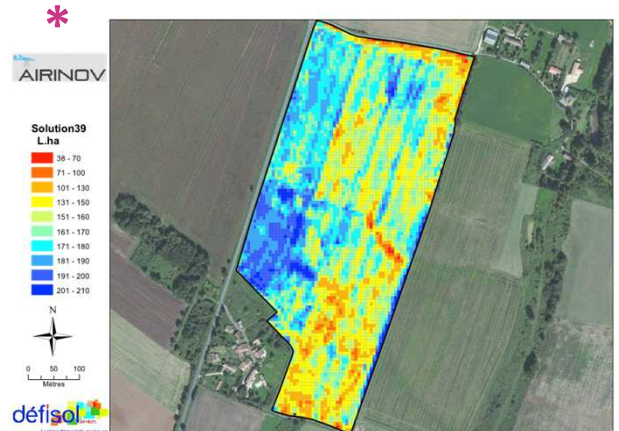 *
AIRINOV
Solution39
L.ha
38 - 70
71 - 100
101 - 130
131 - 150
151 - 160
161 - 170
171 - 180
181 - 190
191 - 200
201 - 210
N
0 50 100
Mètres
défisol